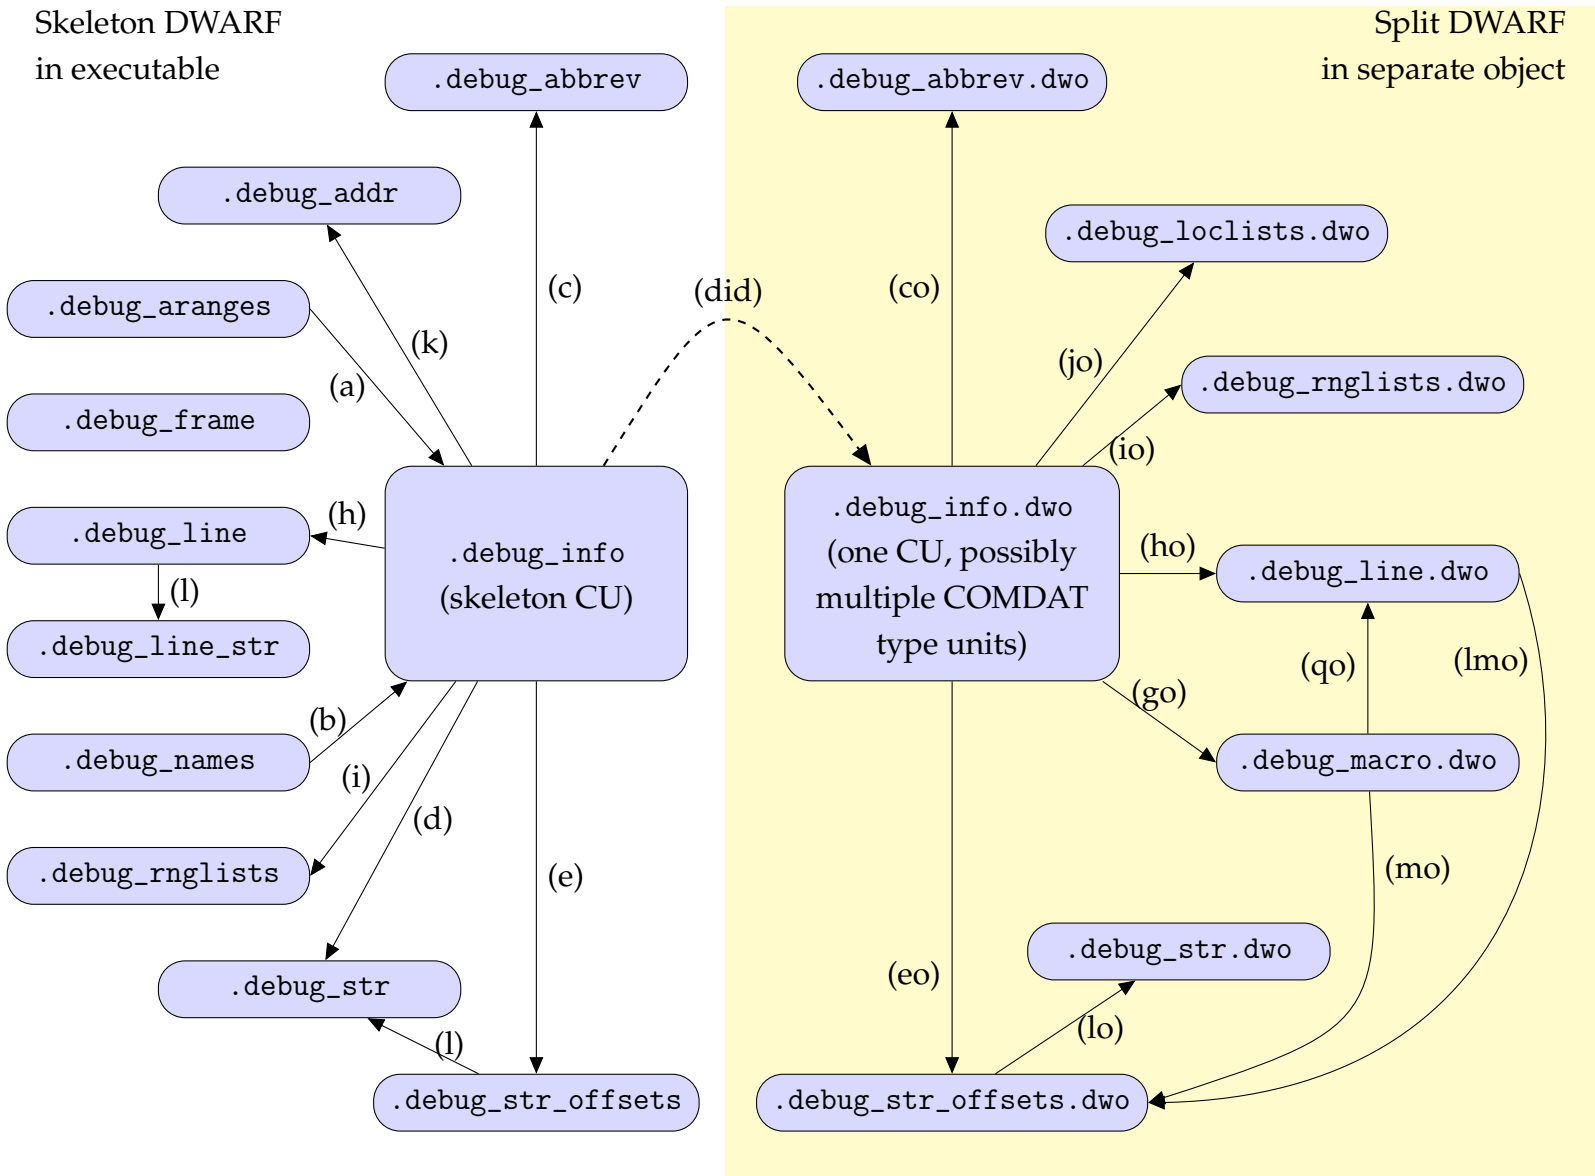 Skeleton DWARF
in executable
Split DWARF
in separate object
.debug_abbrev
.debug_abbrev.dwo
.debug_addr
.debug_loclists.dwo
.debug_aranges
(c)
(did)
(co)
(k)
(a)
(jo)
.debug_rnglists.dwo
.debug_frame
(io)
.debug_line
(h)
.debug_info
(skeleton CU)
.debug_info.dwo
(one CU, possibly
multiple COMDAT
type units)
(ho)
.debug_line.dwo
(l)
.debug_line_str
(qo)
(lmo)
(go)
(b)
.debug_names
.debug_macro.dwo
(i)
(d)
.debug_rnglists
(e)
(mo)
.debug_str
.debug_str.dwo
(eo)
(l)
(lo)
.debug_str_offsets
.debug_str_offsets.dwo